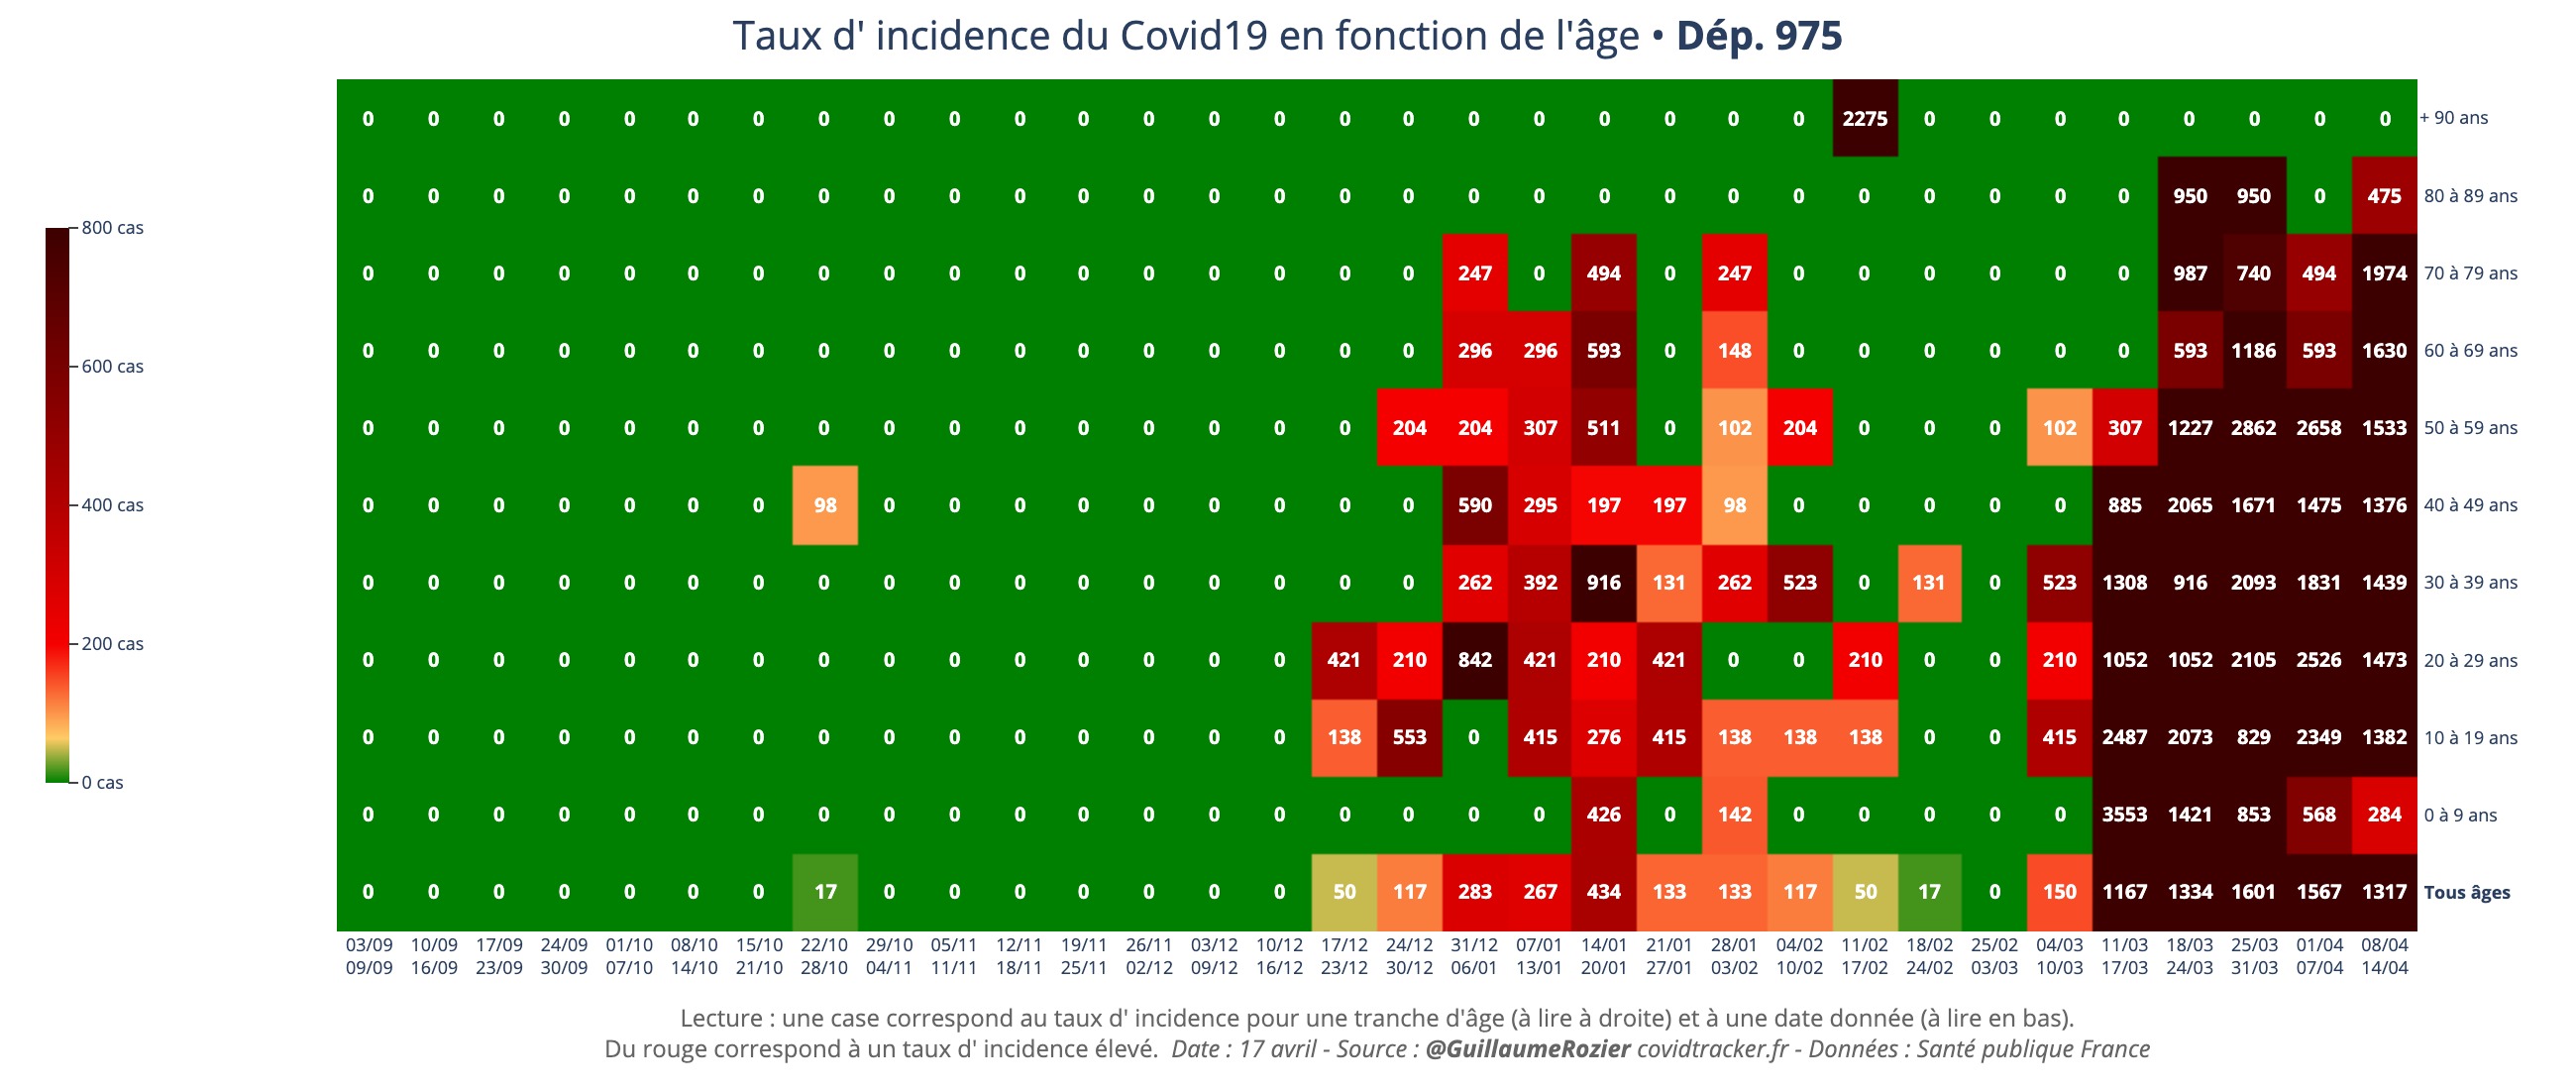 Taux d' incidence du Covid19 en fonction de l'âge • Dép. 975
0 0 0 0 0 0 0 0 0 0 0 0 0 0 0 0 0 0 0 0 0 0 0 2275 0 0 0 0 0 0 0 0 + 90 ans
0 0 0 0 0 0 0 0 0 0 0 0 0 0 0 0 0 0 0 0 0 0 0 0 0 0 0 0 950 950 0 475 80 à 89 ans
800 cas
0 0 0 0 0 0 0 0 0 0 0 0 0 0 0 0 0 247 0 494 0 247 0 0 0 0 0 0 987 740 494 1974 70 à 79 ans
0 0 0 0 0 0 0 0 0 0 0 0 0 0 0 0 0 296 296 593 0 148 0 0 0 0 0 0 593 1186 593 1630 60 à 69 ans
600 cas
0 0 0 0 0 0 0 0 0 0 0 0 0 0 0 0 204 204 307 511 0 102 204 0 0 0 102 307 1227 2862 2658 1533 50 à 59 ans
400 cas
0 0 0 0 0 0 0 98 0 0 0 0 0 0 0 0 0 590 295 197 197 98 0 0 0 0 0 885 2065 1671 1475 1376 40 à 49 ans
0 0 0 0 0 0 0 0 0 0 0 0 0 0 0 0 0 262 392 916 131 262 523 0 131 0 523 1308 916 2093 1831 1439 30 à 39 ans
200 cas
0 0 0 0 0 0 0 0 0 0 0 0 0 0 0 421 210 842 421 210 421 0 0 210 0 0 210 1052 1052 2105 2526 1473 20 à 29 ans
0 0 0 0 0 0 0 0 0 0 0 0 0 0 0 138 553 0 415 276 415 138 138 138 0 0 415 2487 2073 829 2349 1382 10 à 19 ans
0 cas
0 0 0 0 0 0 0 0 0 0 0 0 0 0 0 0 0 0 0 426 0 142 0 0 0 0 0 3553 1421 853 568 284 0 à 9 ans
0 0 0 0 0 0 0 17 0 0 0 0 0 0 0 50 117 283 267 434 133 133 117 50 17 0 150 1167 1334 1601 1567 1317 Tous âges
03/09 10/09 17/09 24/09 01/10 08/10 15/10 22/10 29/10 05/11 12/11 19/11 26/11 03/12 10/12 17/12 24/12 31/12 07/01 14/01 21/01 28/01 04/02 11/02 18/02 25/02 04/03 11/03 18/03 25/03 01/04 08/04
09/09 16/09 23/09 30/09 07/10 14/10 21/10 28/10 04/11 11/11 18/11 25/11 02/12 09/12 16/12 23/12 30/12 06/01 13/01 20/01 27/01 03/02 10/02 17/02 24/02 03/03 10/03 17/03 24/03 31/03 07/04 14/04
Lecture : une case correspond au taux d' incidence pour une tranche d'âge (à lire à droite) et à une date donnée (à lire en bas).
Du rouge correspond à un taux d' incidence élevé. Date : 17 avril - Source : @GuillaumeRozier covidtracker.fr - Données : Santé publique France